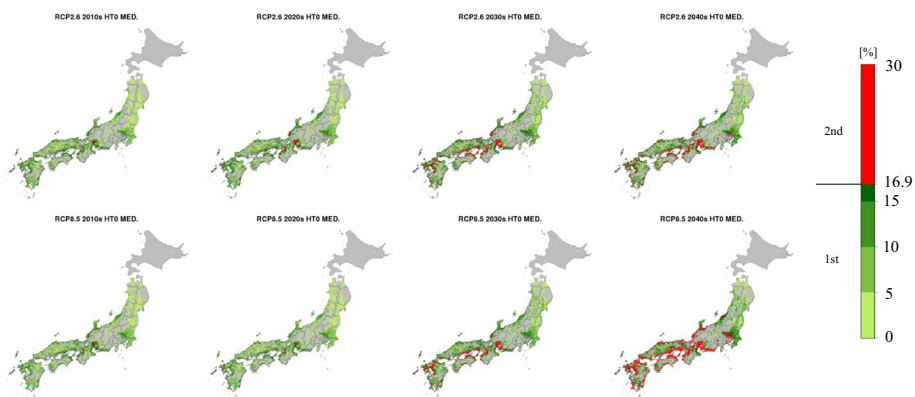 RCP2.6 2010s HT0 MED.
RCP2.6 2020s HT0 MED.
RCP2.6 2030s HT0 MED.
RCP2.6 2040s HT0 MED.
RCP8.5 2010s HT0 MED.
RCP8.5 2020s HT0 MED.
RCP8.5 2030s HT0 MED.
RCP8.5 2040s HT0 MED.
[%]
30
2nd
16.9
15
1st
10
5
0